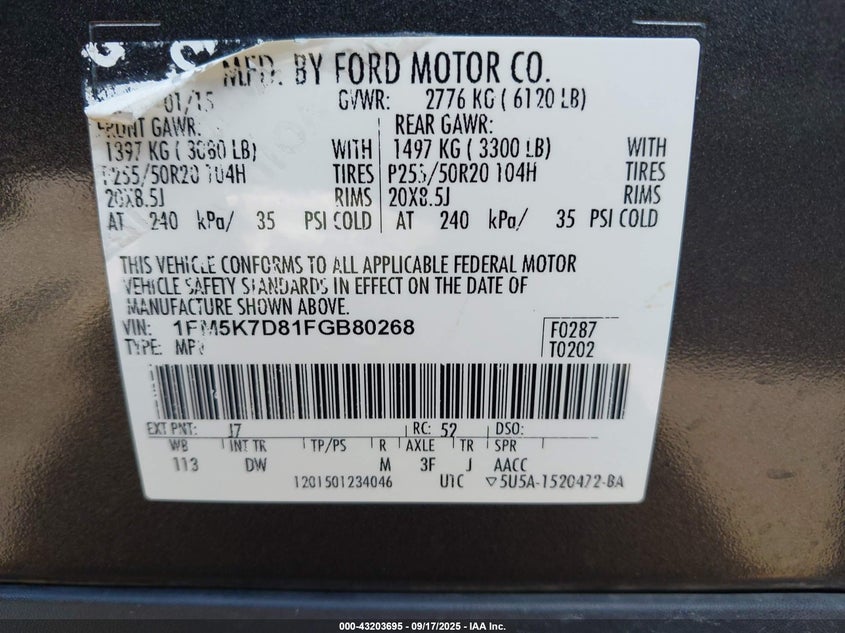 MFD. BY FORD MOTOR CO.
01/15 GVWR: 2776 KG ( 6120 LB)
FRONT GAWR: REAR GAWR:
1397 KG ( 3080 LB) WITH 1497 KG ( 3300 LB) WITH
P255/50R20 104H TIRES P255/50R20 104H TIRES
20X8.5J RIMS 20X8.5J RIMS
AT 240 kPa/ 35 PSI COLD AT 240 kPa/ 35 PSI COLD
THIS VEHICLE CONFORMS TO ALL APPLICABLE FEDERAL MOTOR
VEHICLE SAFETY STANDARDS IN EFFECT ON THE DATE OF
MANUFACTURE SHOWN ABOVE.
VIN: 1FM5K7D81FGB80268 F0287
TYPE: MPV T0202
EXT PNT: J7 RC: 52 DSO:
WB INT TR TP/PS R AXLE TR SPR
113 DW M 3F J AACC
1201501234046 UTC ▽5U5A-1520472-BA
000-43203695 - 09/17/2025 - IAA Inc.